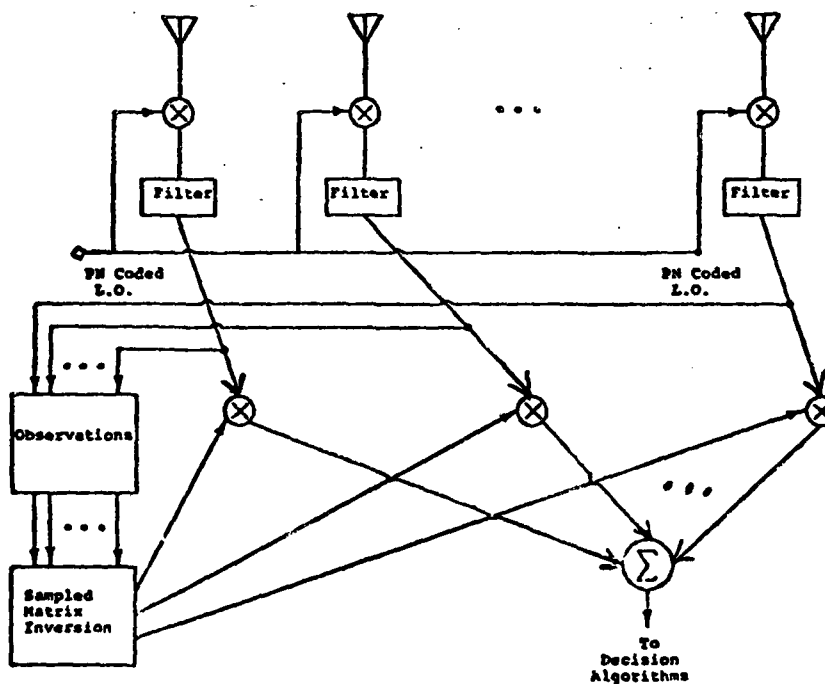 Filter
Filter
Filter
PN Coded
L.O.
PN Coded
L.O.
Observations
Sampled
Matrix
Inversion
Σ
To
Decision
Algorithms